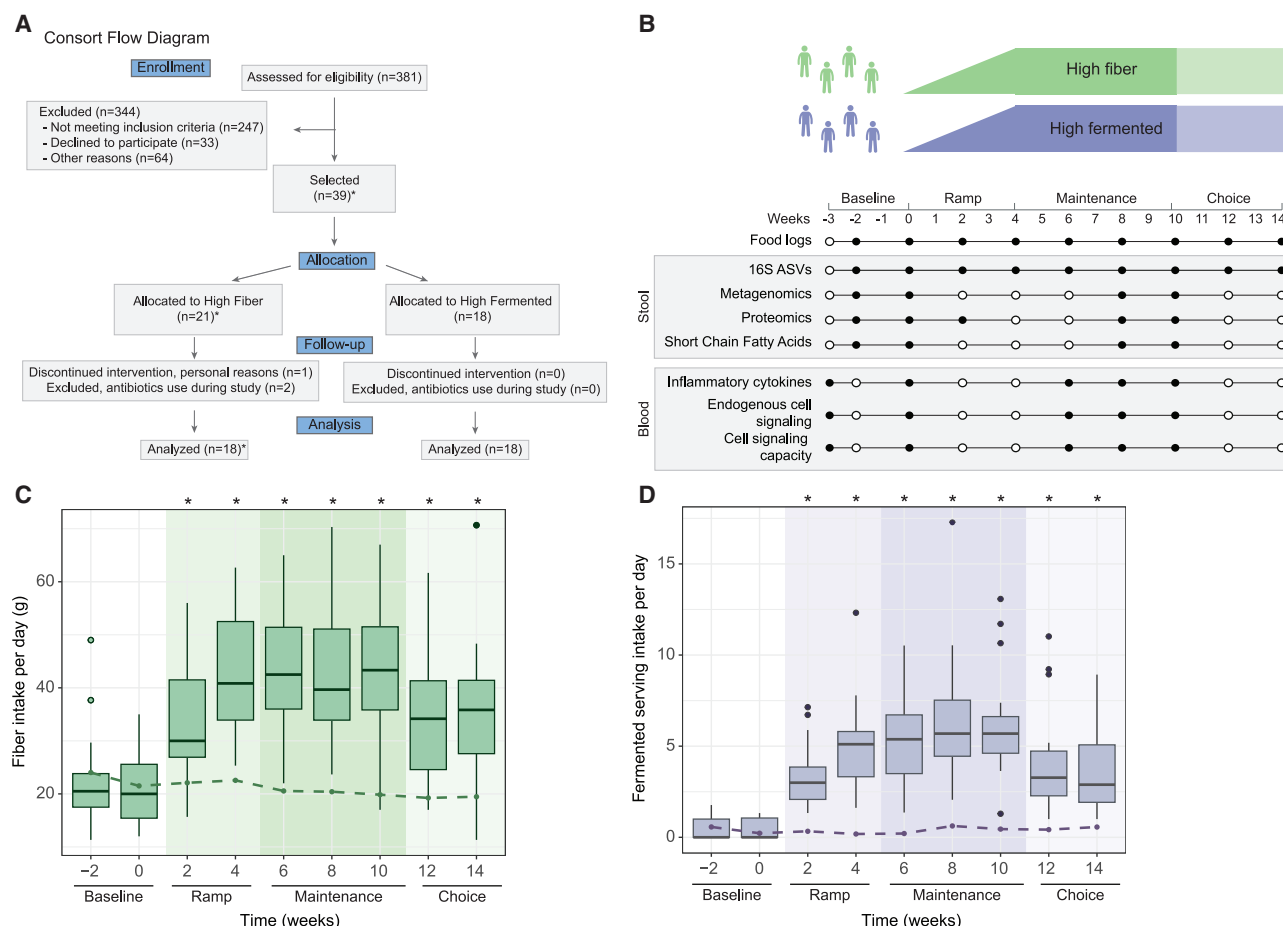 A
Consort Flow Diagram
Enrollment
Assessed for eligibility (n=381)
Excluded (n=344)
- Not meeting inclusion criteria (n=247)
- Declined to participate (n=33)
- Other reasons (n=64)
Selected
(n=39)*
Allocation
Allocated to High Fiber
(n=21)*
Allocated to High Fermented
(n=18)
Follow-up
Discontinued intervention, personal reasons (n=1)
Excluded, antibiotics use during study (n=2)
Discontinued intervention (n=0)
Excluded, antibiotics use during study (n=0)
Analysis
Analyzed (n=18)*
Analyzed (n=18)
B
High fiber
High fermented
Baseline Ramp Maintenance Choice
Weeks -3 -2 -1 0 1 2 3 4 5 6 7 8 9 10 11 12 13 14
Food logs
Stool
16S ASVs
Metagenomics
Proteomics
Short Chain Fatty Acids
Blood
Inflammatory cytokines
Endogenous cell
signaling
Cell signaling
capacity
C
* * * * * * *
Fiber intake per day (g)
60
40
20
−2 0 2 4 6 8 10 12 14
Baseline Ramp Maintenance Choice
Time (weeks)
D
* * * * * * *
Fermented serving intake per day
15
10
5
0
−2 0 2 4 6 8 10 12 14
Baseline Ramp Maintenance Choice
Time (weeks)